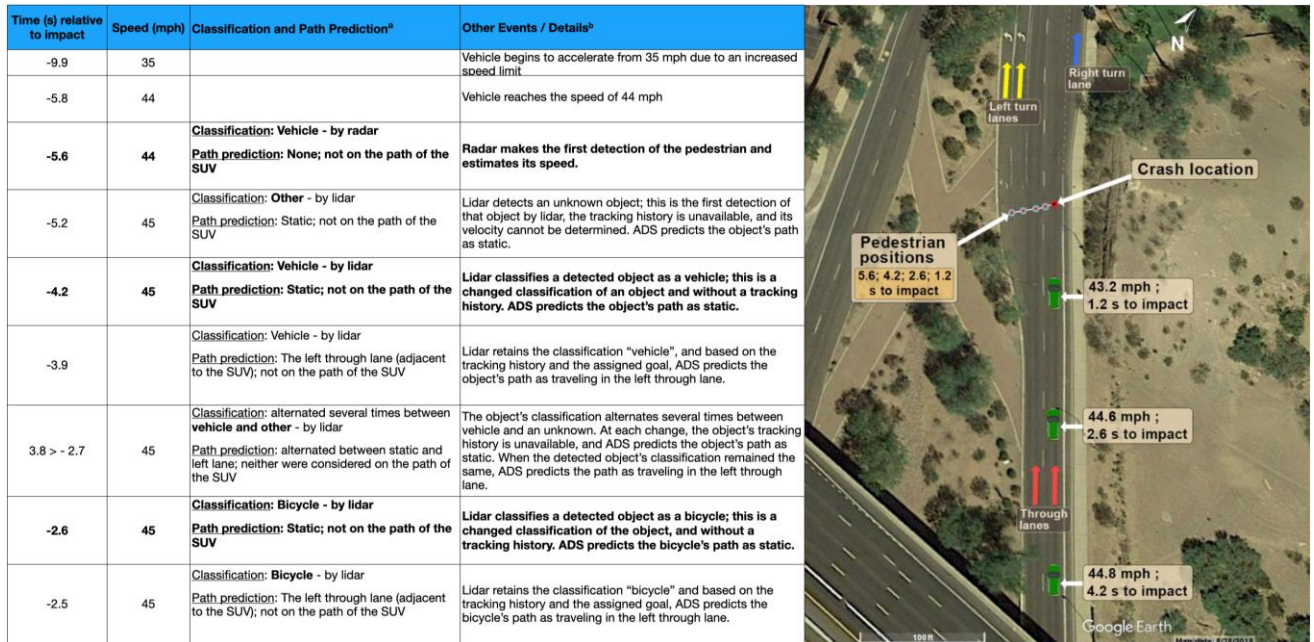 Time (s) relative
to impact
Speed (mph)
Classification and Path Predictionª
Other Events / Detailsᵇ
-9.9
35
Vehicle begins to accelerate from 35 mph due to an increased
speed limit
-5.8
44
Vehicle reaches the speed of 44 mph
-5.6
44
Classification: Vehicle - by radar
Path prediction: None; not on the path of the
SUV
Radar makes the first detection of the pedestrian and
estimates its speed.
-5.2
45
Classification: Other - by lidar
Path prediction: Static; not on the path of the
SUV
Lidar detects an unknown object; this is the first detection of
that object by lidar, the tracking history is unavailable, and its
velocity cannot be determined. ADS predicts the object's path
as static.
-4.2
45
Classification: Vehicle - by lidar
Path prediction: Static; not on the path of the
SUV
Lidar classifies a detected object as a vehicle; this is a
changed classification of an object and without a tracking
history. ADS predicts the object's path as static.
-3.9
Classification: Vehicle - by lidar
Path prediction: The left through lane (adjacent
to the SUV); not on the path of the SUV
Lidar retains the classification "vehicle", and based on the
tracking history and the assigned goal, ADS predicts the
object's path as traveling in the left through lane.
3.8 > - 2.7
45
Classification: alternated several times between
vehicle and other - by lidar
Path prediction: alternated between static and
left lane; neither were considered on the path of
the SUV
The object's classification alternates several times between
vehicle and an unknown. At each change, the object's tracking
history is unavailable, and ADS predicts the object's path as
static. When the detected object's classification remained the
same, ADS predicts the path as traveling in the left through
lane.
-2.6
45
Classification: Bicycle - by lidar
Path prediction: Static; not on the path of the
SUV
Lidar classifies a detected object as a bicycle; this is a
changed classification of the object, and without a
tracking history. ADS predicts the bicycle's path as static.
-2.5
45
Classification: Bicycle - by lidar
Path prediction: The left through lane (adjacent
to the SUV); not on the path of the SUV
Lidar retains the classification "bicycle" and based on the
tracking history and the assigned goal, ADS predicts the
bicycle's path as traveling in the left through lane.
N
Left turn
lanes
Right turn
lane
Crash location
Pedestrian
positions
5.6; 4.2; 2.6; 1.2
s to impact
43.2 mph ;
1.2 s to impact
44.6 mph ;
2.6 s to impact
Through
lanes
44.8 mph ;
4.2 s to impact
Google Earth
100 ft